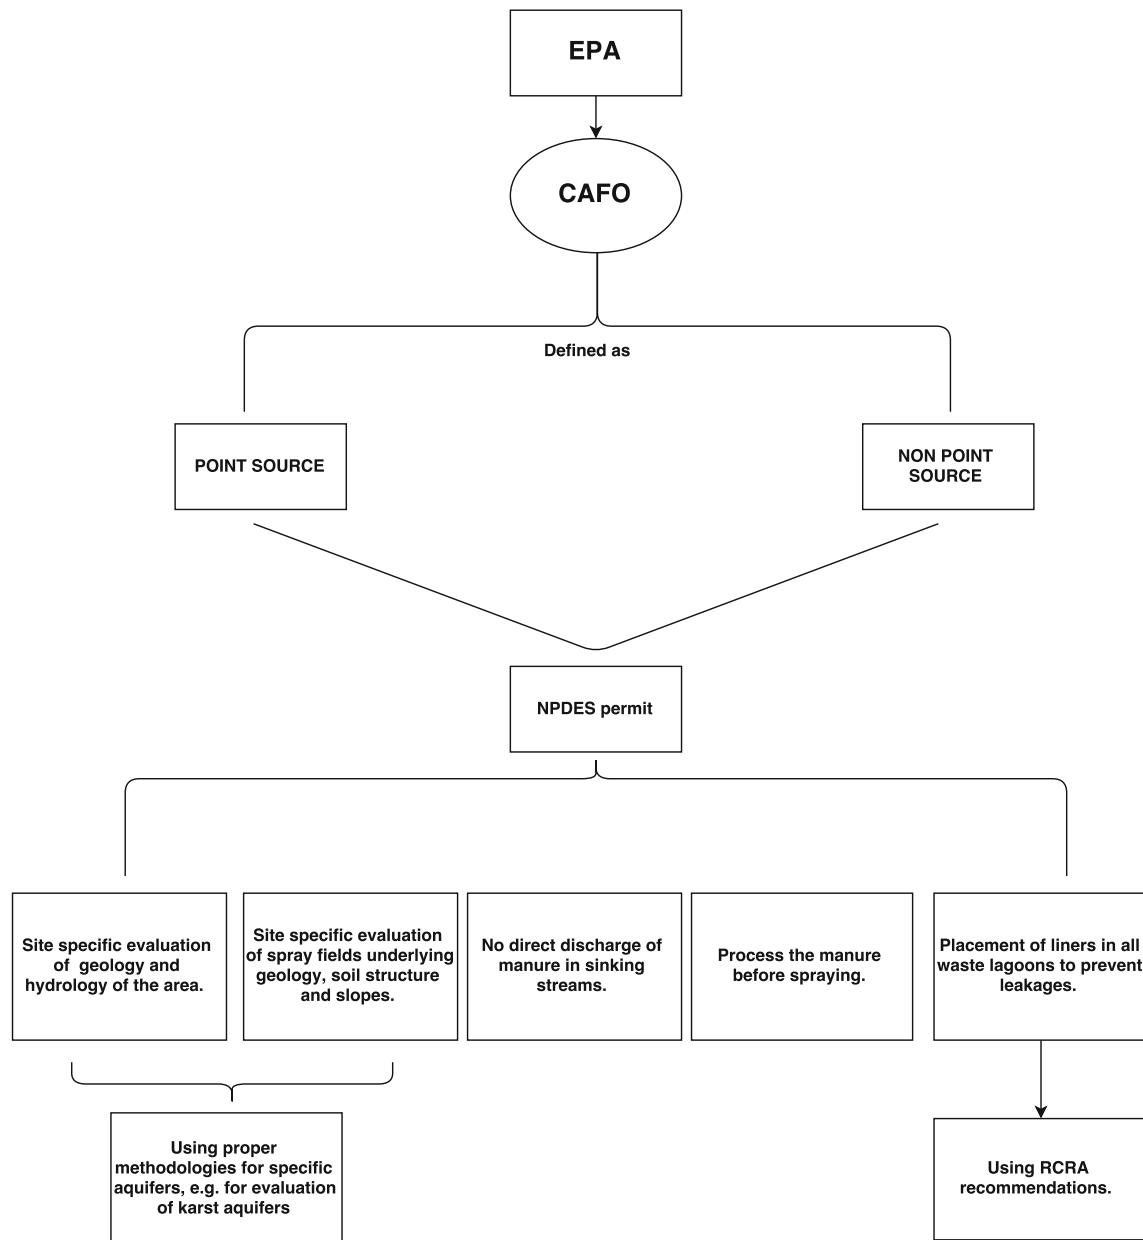 EPA
CAFO
Defined as
POINT SOURCE
NON POINT
SOURCE
NPDES permit
Site specific evaluation
of geology and
hydrology of the area.
Site specific evaluation
of spray fields underlying
geology, soil structure
and slopes.
No direct discharge of
manure in sinking
streams.
Process the manure
before spraying.
Placement of liners in all
waste lagoons to prevent
leakages.
Using proper
methodologies for specific
aquifers, e.g. for evaluation
of karst aquifers
Using RCRA
recommendations.